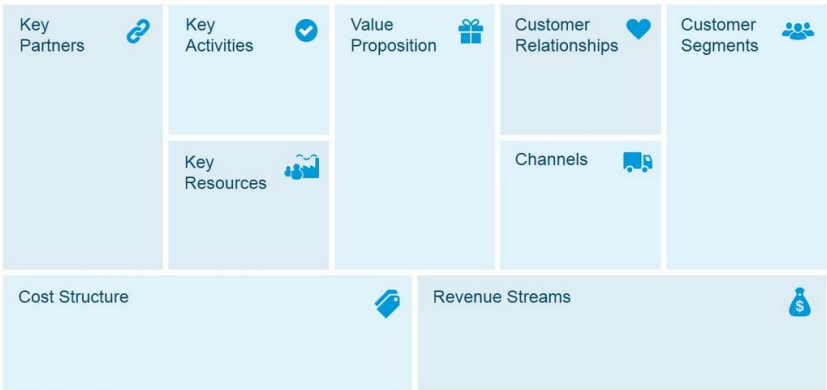 Key
Partners
Key
Activities
Value
Proposition
Customer
Relationships
Customer
Segments
Key
Resources
Channels
Cost Structure
Revenue Streams
$